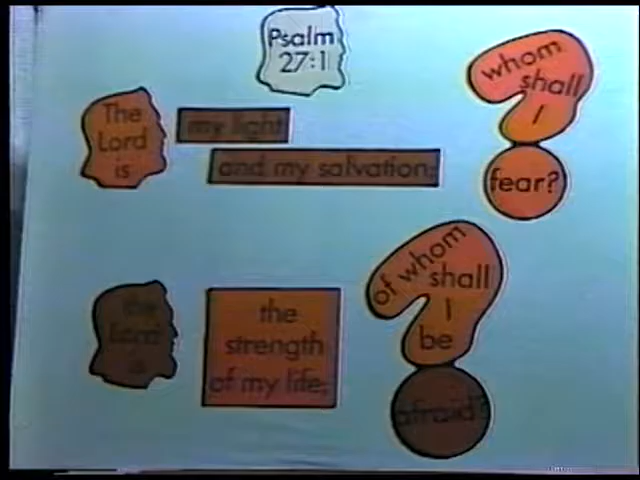 Psalm
27:1
The
Lord
is
my light
and my salvation;
whom
shall
I
fear?
the
Lord
is
the
strength
of my life;
of whom
shall
I
be
afraid?